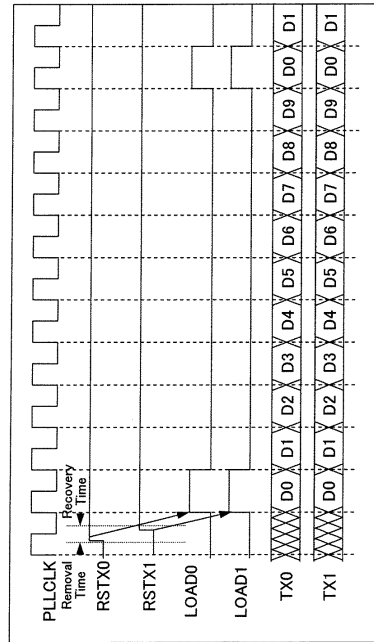 PLLCLK
Removal Time
Recovery Time
RSTX0
RSTX1
LOAD0
LOAD1
TX0 D0 D1 D2 D3 D4 D5 D6 D7 D8 D9 D0 D1
TX1 D0 D1 D2 D3 D4 D5 D6 D7 D8 D9 D0 D1